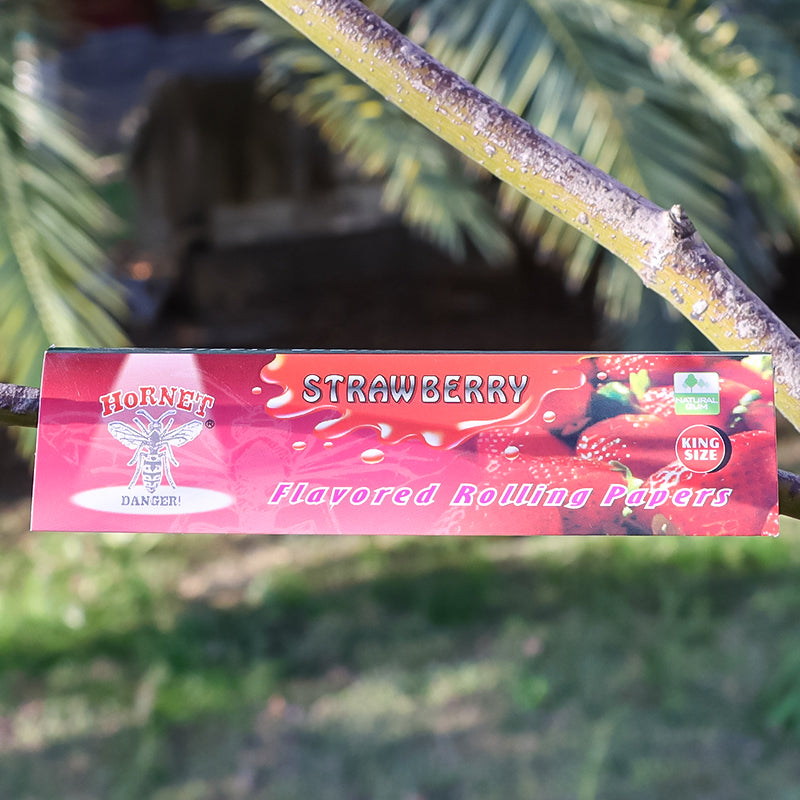 HORNET®
DANGER!
STRAWBERRY
Flavored Rolling Papers
NATURAL
GUM
KING
SIZE